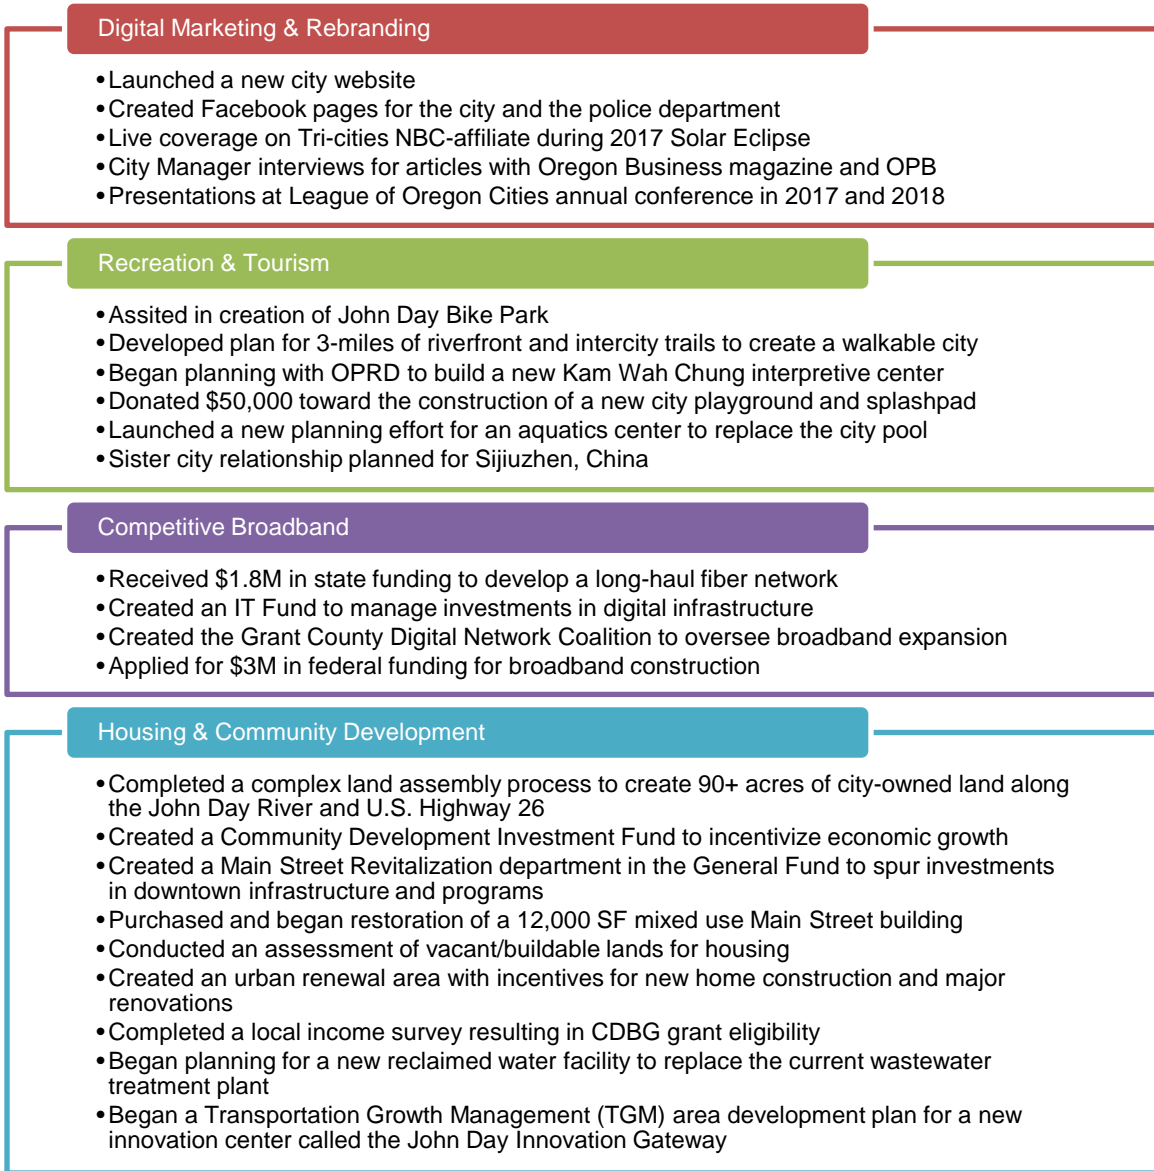 Digital Marketing & Rebranding
•Launched a new city website
•Created Facebook pages for the city and the police department
•Live coverage on Tri-cities NBC-affiliate during 2017 Solar Eclipse
•City Manager interviews for articles with Oregon Business magazine and OPB
•Presentations at League of Oregon Cities annual conference in 2017 and 2018
Recreation & Tourism
•Assited in creation of John Day Bike Park
•Developed plan for 3-miles of riverfront and intercity trails to create a walkable city
•Began planning with OPRD to build a new Kam Wah Chung interpretive center
•Donated $50,000 toward the construction of a new city playground and splashpad
•Launched a new planning effort for an aquatics center to replace the city pool
•Sister city relationship planned for Sijiuzhen, China
Competitive Broadband
•Received $1.8M in state funding to develop a long-haul fiber network
•Created an IT Fund to manage investments in digital infrastructure
•Created the Grant County Digital Network Coalition to oversee broadband expansion
•Applied for $3M in federal funding for broadband construction
Housing & Community Development
•Completed a complex land assembly process to create 90+ acres of city-owned land along
the John Day River and U.S. Highway 26
•Created a Community Development Investment Fund to incentivize economic growth
•Created a Main Street Revitalization department in the General Fund to spur investments
in downtown infrastructure and programs
•Purchased and began restoration of a 12,000 SF mixed use Main Street building
•Conducted an assessment of vacant/buildable lands for housing
•Created an urban renewal area with incentives for new home construction and major
renovations
•Completed a local income survey resulting in CDBG grant eligibility
•Began planning for a new reclaimed water facility to replace the current wastewater
treatment plant
•Began a Transportation Growth Management (TGM) area development plan for a new
innovation center called the John Day Innovation Gateway